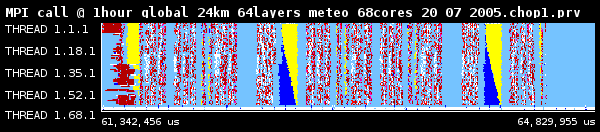 MPI call @ 1hour global 24km 64layers meteo 68cores 20 07 2005.chop1.prv
THREAD 1.1.1
THREAD 1.18.1
THREAD 1.35.1
THREAD 1.52.1
THREAD 1.68.1
61,342,456 us 64,829,955 us